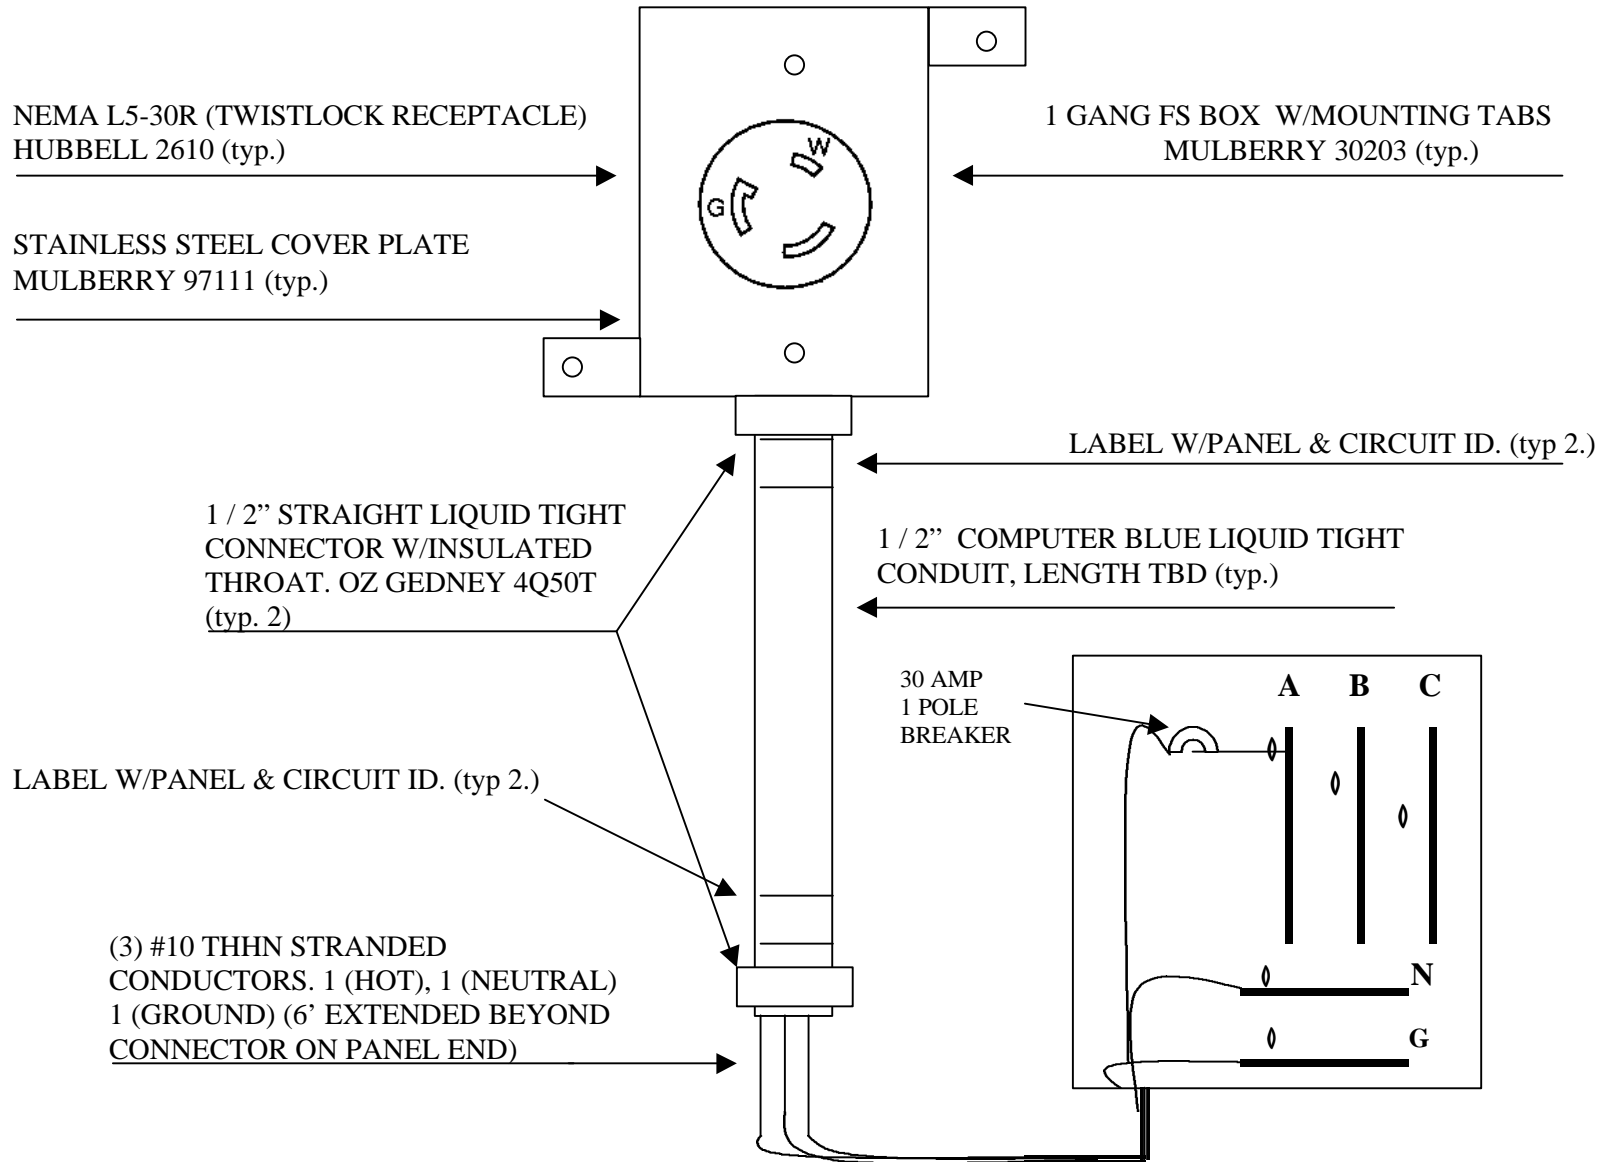 NEMA L5-30R (TWISTLOCK RECEPTACLE)
HUBBELL 2610 (typ.)
1 GANG FS BOX W/MOUNTING TABS
MULBERRY 30203 (typ.)
W
G
STAINLESS STEEL COVER PLATE
MULBERRY 97111 (typ.)
LABEL W/PANEL & CIRCUIT ID. (typ 2.)
1 / 2” STRAIGHT LIQUID TIGHT
CONNECTOR W/INSULATED
THROAT. OZ GEDNEY 4Q50T
(typ. 2)
1 / 2” COMPUTER BLUE LIQUID TIGHT
CONDUIT, LENGTH TBD (typ.)
30 AMP
1 POLE
BREAKER
A B C
LABEL W/PANEL & CIRCUIT ID. (typ 2.)
(3) #10 THHN STRANDED
CONDUCTORS. 1 (HOT), 1 (NEUTRAL)
1 (GROUND) (6’ EXTENDED BEYOND
CONNECTOR ON PANEL END)
N
G